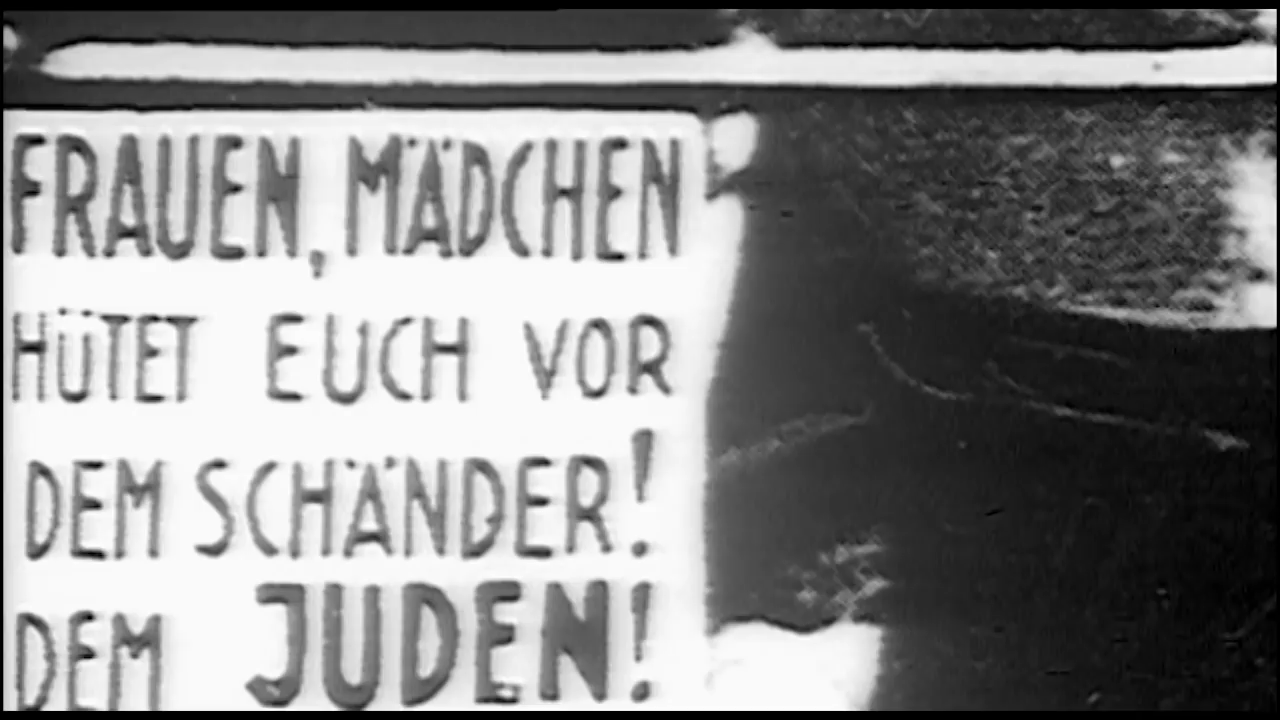 FRAUEN, MÄDCHEN
HÜTET EUCH VOR
DEM SCHÄNDER!
DEM JUDEN!